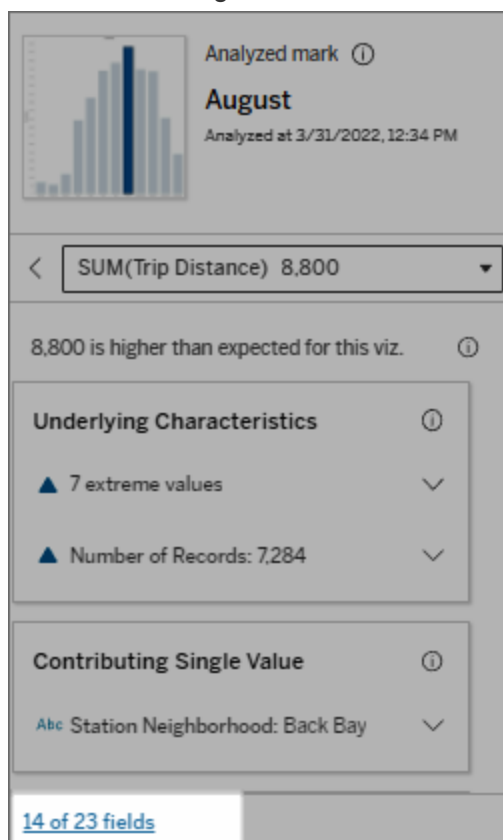 Analyzed mark
August
Analyzed at 3/31/2022, 12:34 PM
SUM(Trip Distance) 8,800
8,800 is higher than expected for this viz.
Underlying Characteristics
7 extreme values
Number of Records: 7,284
Contributing Single Value
Abc Station Neighborhood: Back Bay
14 of 23 fields